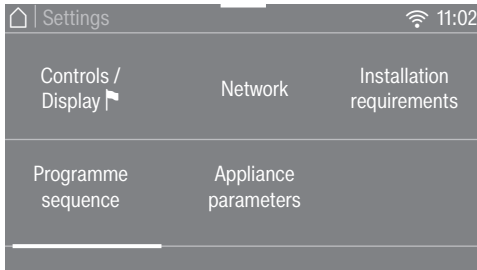 Settings
11:02
Controls /
Display
Network
Installation
requirements
Programme
sequence
Appliance
parameters